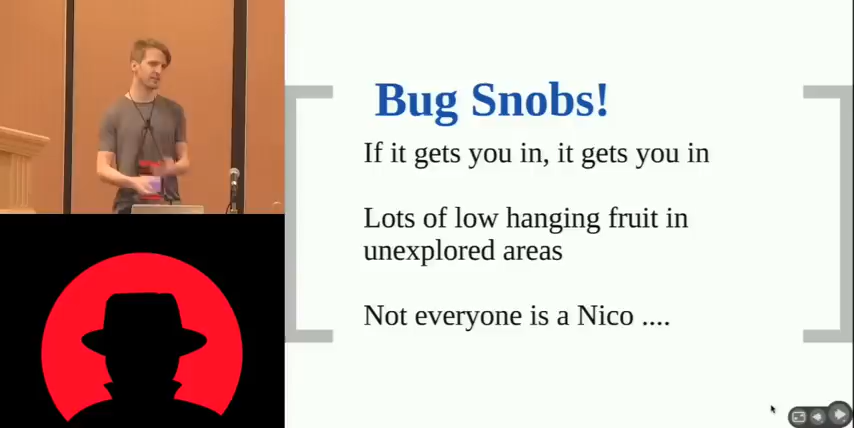 Bug Snobs!
If it gets you in, it gets you in
Lots of low hanging fruit in
unexplored areas
Not everyone is a Nico ....